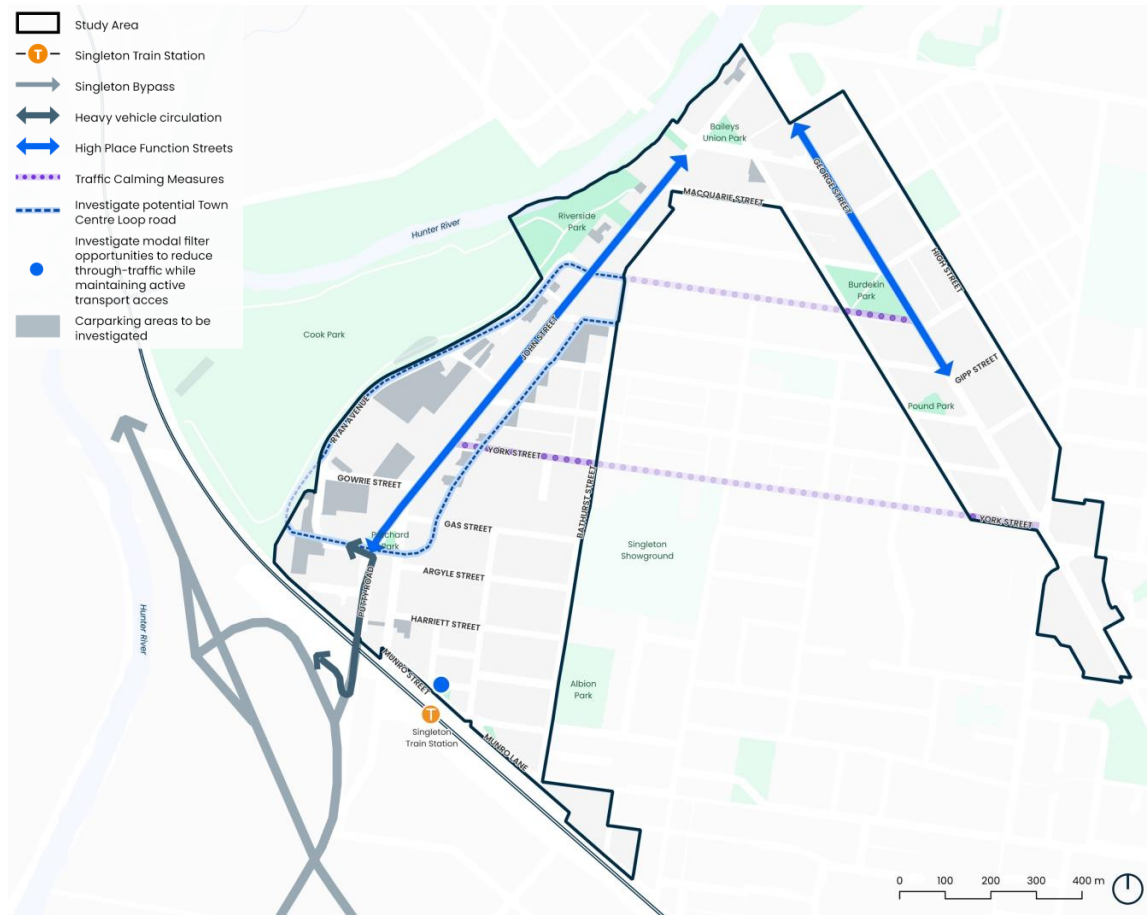 Study Area
T
Singleton Train Station
Singleton Bypass
Heavy vehicle circulation
High Place Function Streets
Traffic Calming Measures
Investigate potential Town
Centre Loop road
Investigate modal filter
opportunities to reduce
through-traffic while
maintaining active
transport acces
Carparking areas to be
investigated
Baileys
Union Park
GEORGE STREET
MACQUARIE STREET
Riverside
Park
Hunter River
HIGH STREET
Burdekin
Park
Cook Park
JOHN STREET
GIPP STREET
RYAN AVENUE
Pound Park
YORK STREET
GOWRIE STREET
BATHURST STREET
YORK STREET
GAS STREET
Pritchard
Park
Singleton
Showground
ARGYLE STREET
PUTTY ROAD
HARRIETT STREET
Hunter River
MUNRO STREET
Albion
Park
T
Singleton
Train Station
MUNRO LANE
0 100 200 300 400 m